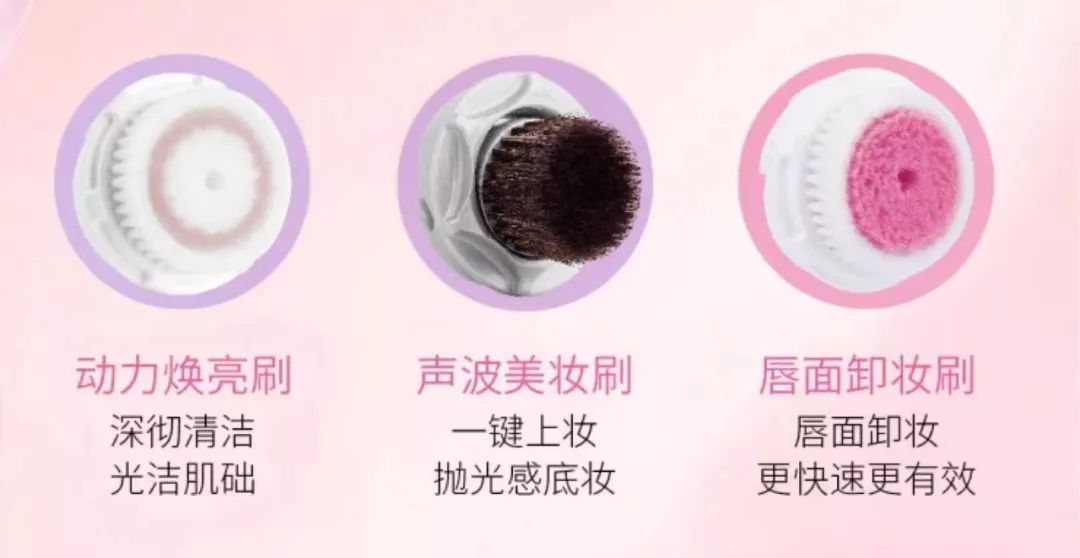 动力焕亮刷
深彻清洁
光洁肌础
声波美妆刷
一键上妆
抛光感底妆
唇面卸妆刷
唇面卸妆
更快速更有效